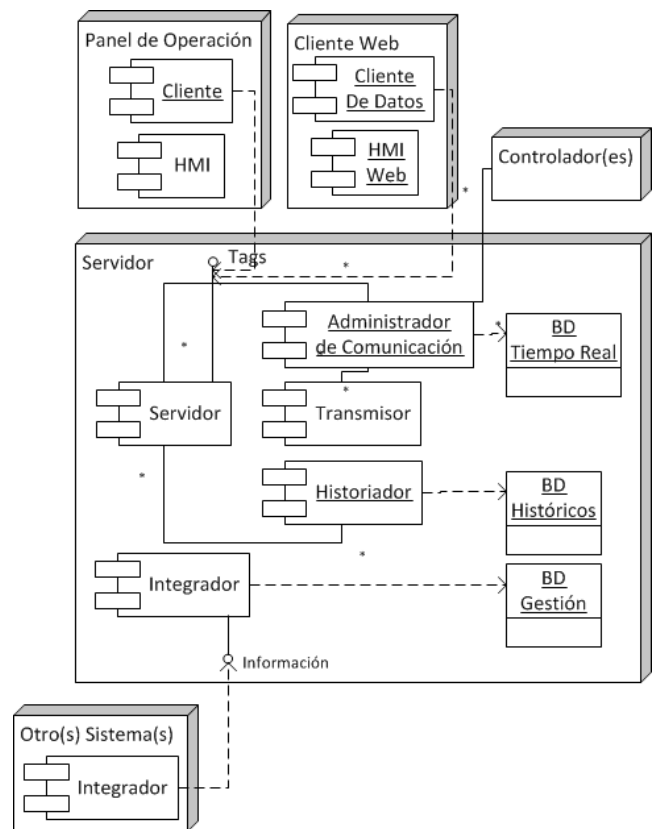 Panel de Operación
Cliente
HMI
Cliente Web
Cliente
De Datos
HMI
Web
Controlador(es)
*
Servidor
Tags
*
*
Administrador
de Comunicación
*
*
BD
Tiempo Real
*
Servidor
*
Transmisor
*
Historiador
BD
Históricos
*
Integrador
BD
Gestión
Información
Otro(s) Sistema(s)
Integrador